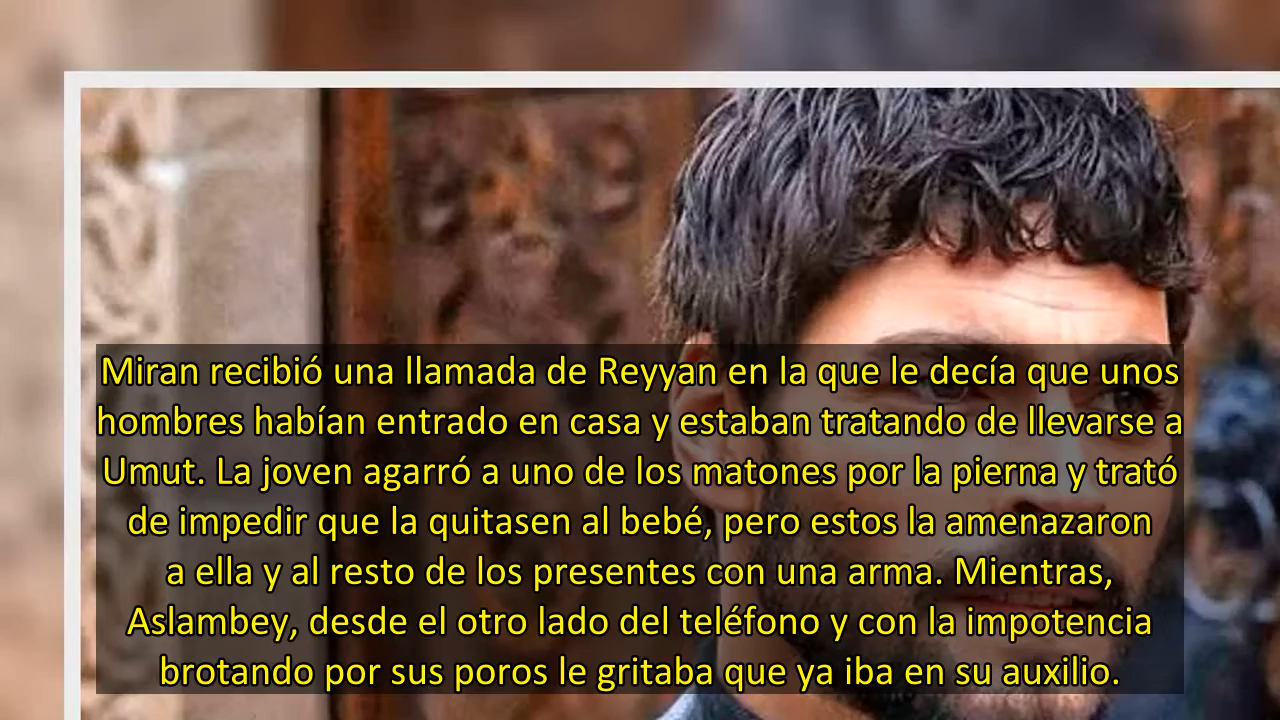 Miran recibió una llamada de Reyyan en la que le decía que unos
hombres habían entrado en casa y estaban tratando de llevarse a
Umut. La joven agarró a uno de los matones por la pierna y trató
de impedir que la quitasen al bebé, pero estos la amenazaron
a ella y al resto de los presentes con una arma. Mientras,
Aslambey, desde el otro lado del teléfono y con la impotencia
brotando por sus poros le gritaba que ya iba en su auxilio.